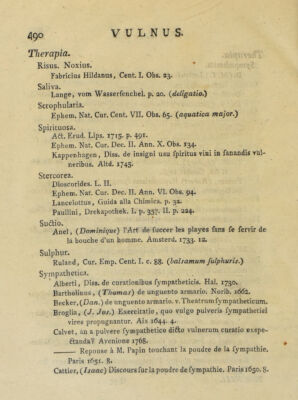 490 VULNUS.
Therapia.
Risus. Noxius.
Fabricius Hildanus, Cent. I. Obs. 23.
Saliva.
Lange, vom Wasserfenchel. p. 20. (deligatio.)
Scrophularia.
Ephem. Nat. Cur. Cent. VII. Obs. 65. (aquatica major.)
Spirituosa.
Act. Erud. Lips. 1715. p. 491.
Ephem. Nat. Cur. Dec. II. Ann. X. Obs. 134.
Kappenhagen, Diss. de insigni usu spiritus vini in sanandis vul-
neribus. Altd. 1745.
Stercorea.
Dioscorides. L. II.
Ephem. Nat. Cur. Dec. II. Ann. VI. Obs. 94.
Lancelottus, Guida alla Chimica. p. 32.
Paullini, Drekapothek. I. p. 337. II. p. 224.
Suctio.
Anel, (Dominique) l'Art de succer les playes sans se servir de
la bouche d'un homme. Amsterd. 1733. 12.
Sulphur.
Ruland, Cur. Emp. Cent. I. c. 88. (balsamum sulphuris.)
Sympathetica.
Alberti, Diss. de curationibus sympatheticis. Hal. 1730.
Bartholinus, (Thomas) de unguento armario. Norib. 1662.
Becker, (Dan.) de unguento armario. v. Theatrum sympatheticum.
Broglia, (J. Jus.) Exercitatio, quo vulgo pulveris sympathetici
vires propugnantur. Aix 1644. 4.
Calvet, an a pulvere sympathetico dicto vulnerum curatio exspe-
ctanda? Avenione 1768.
——— Reponse à M. Papin touchant la poudre de la sympathie.
Paris 1651. 8.
Cattier, (Isaac) Discours sur la poudre de sympathie. Paris 1650. 8.